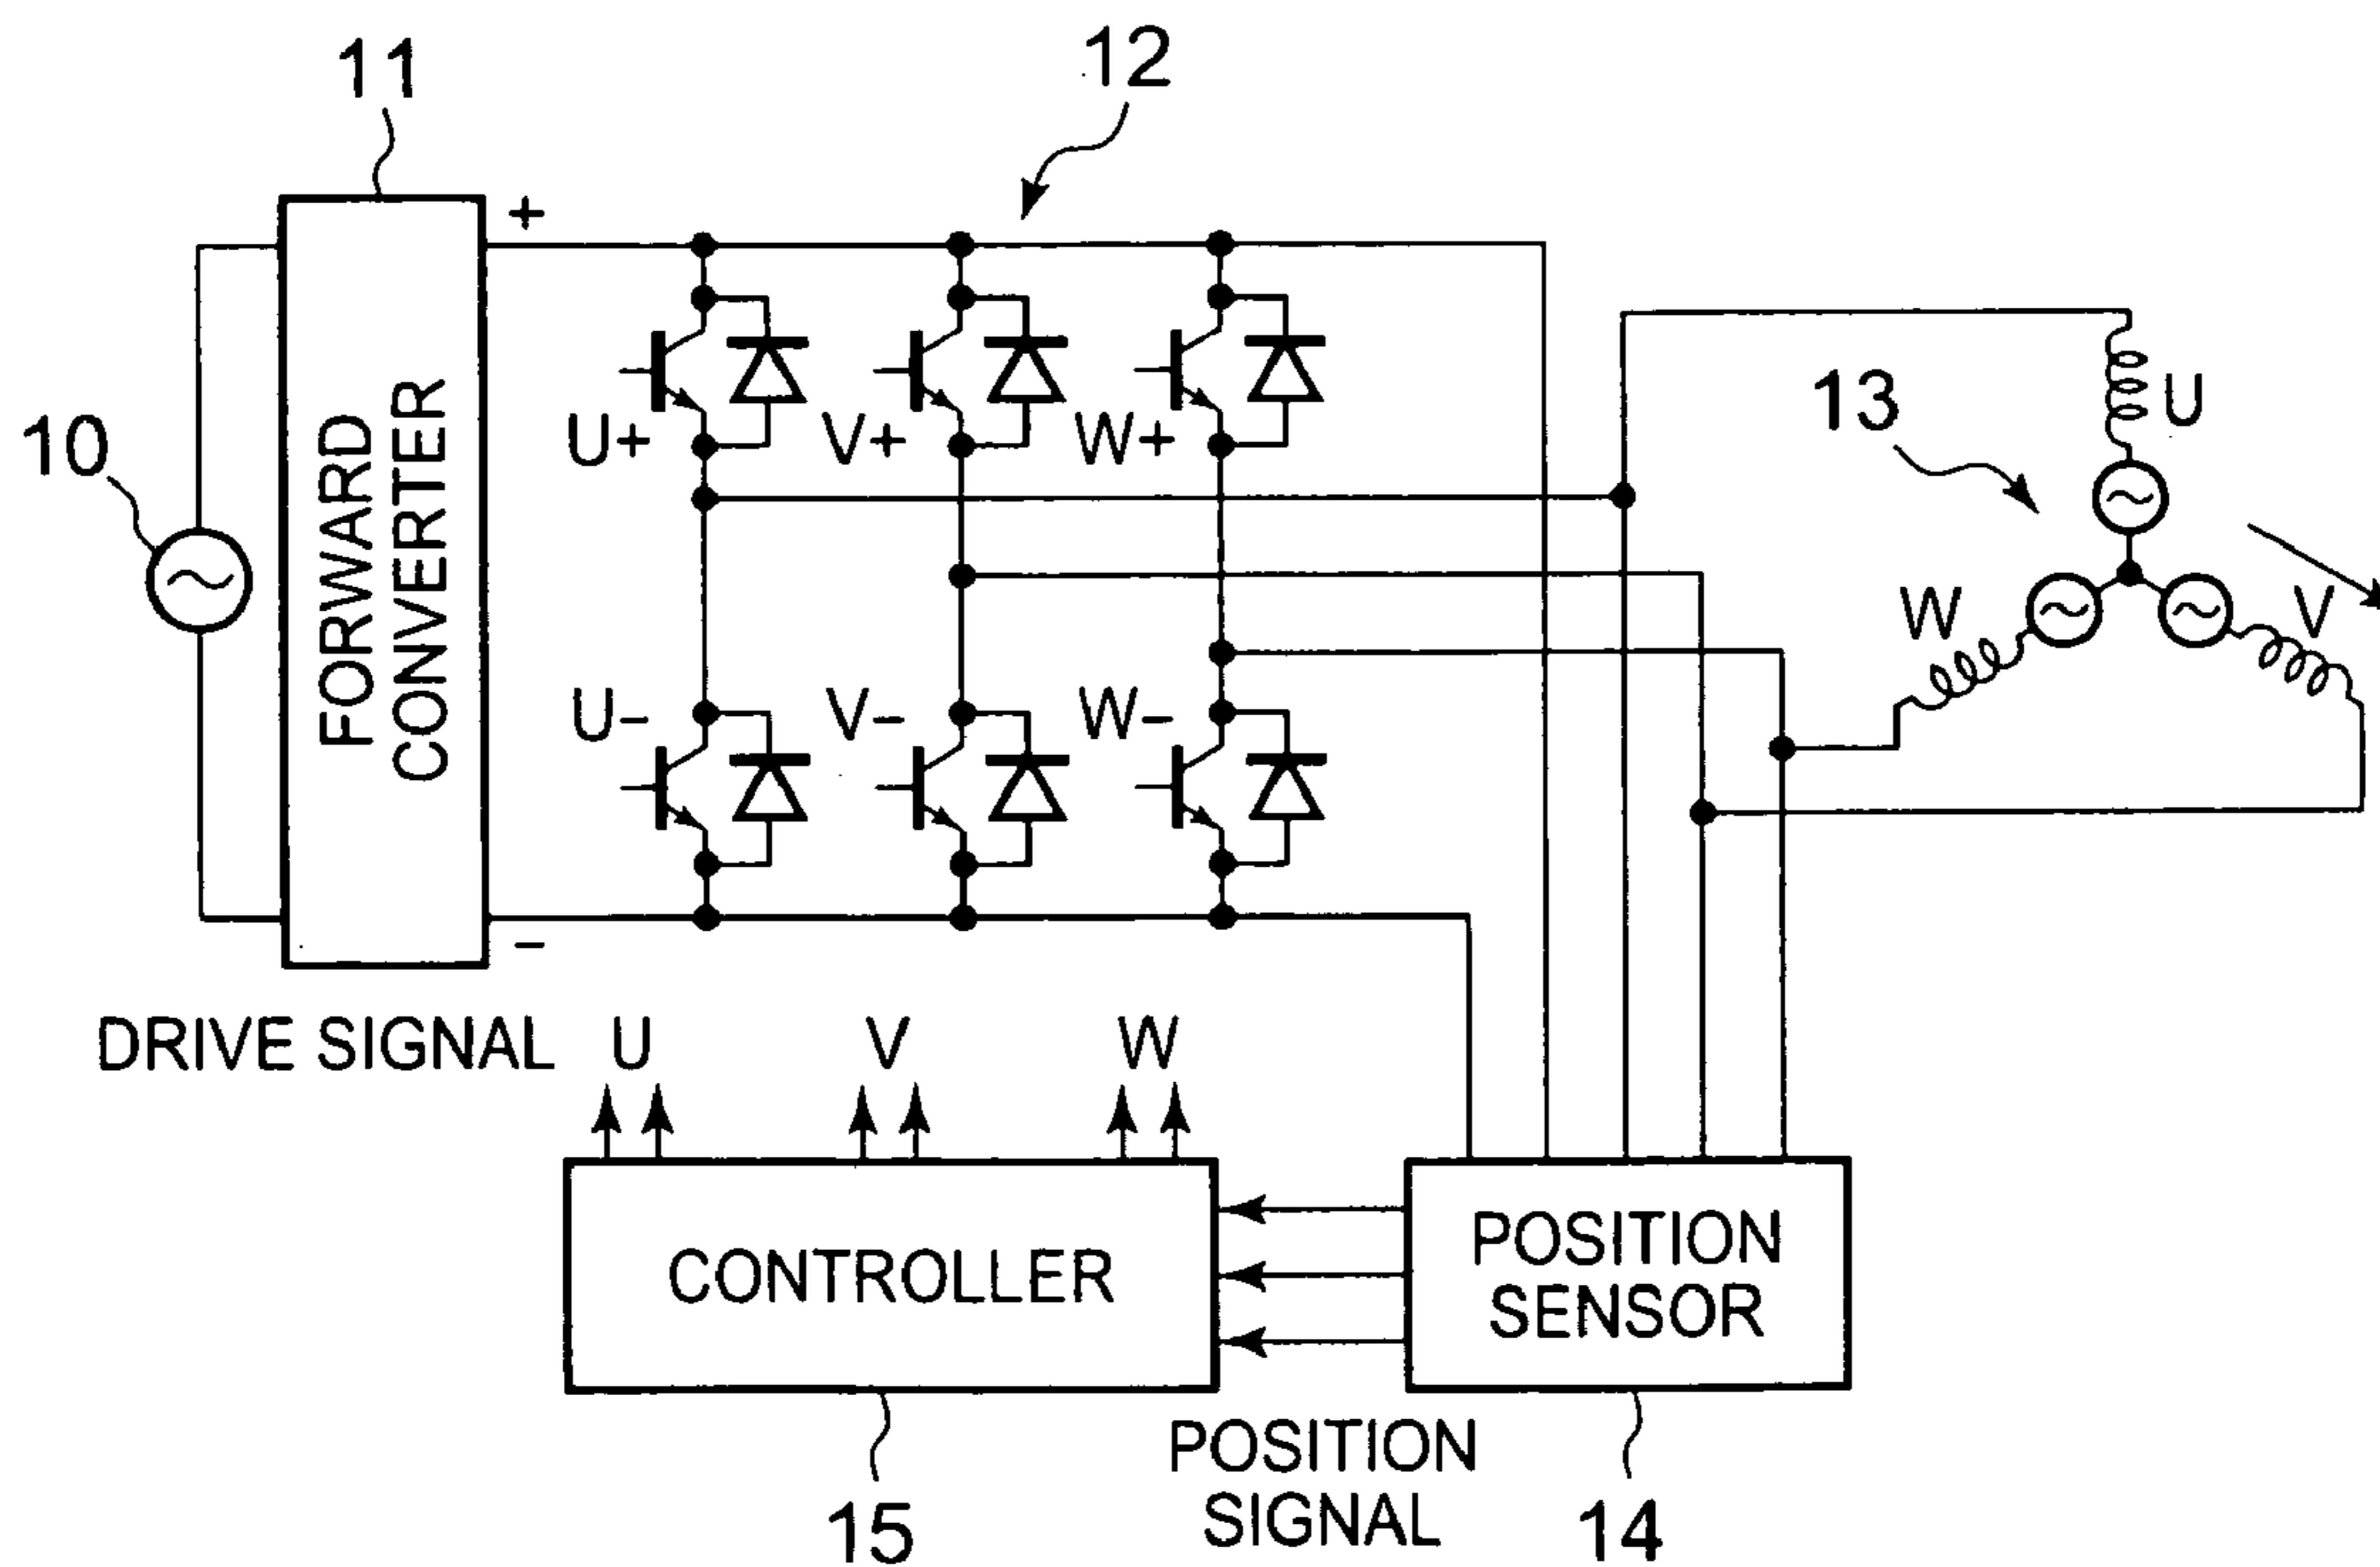 11
12
+
10
FORWARD
CONVERTER
U+
V+
W+
13
U
W
V
U−
V−
W−
−
DRIVE SIGNAL U V W
CONTROLLER
POSITION
SENSOR
POSITION
SIGNAL
15
14